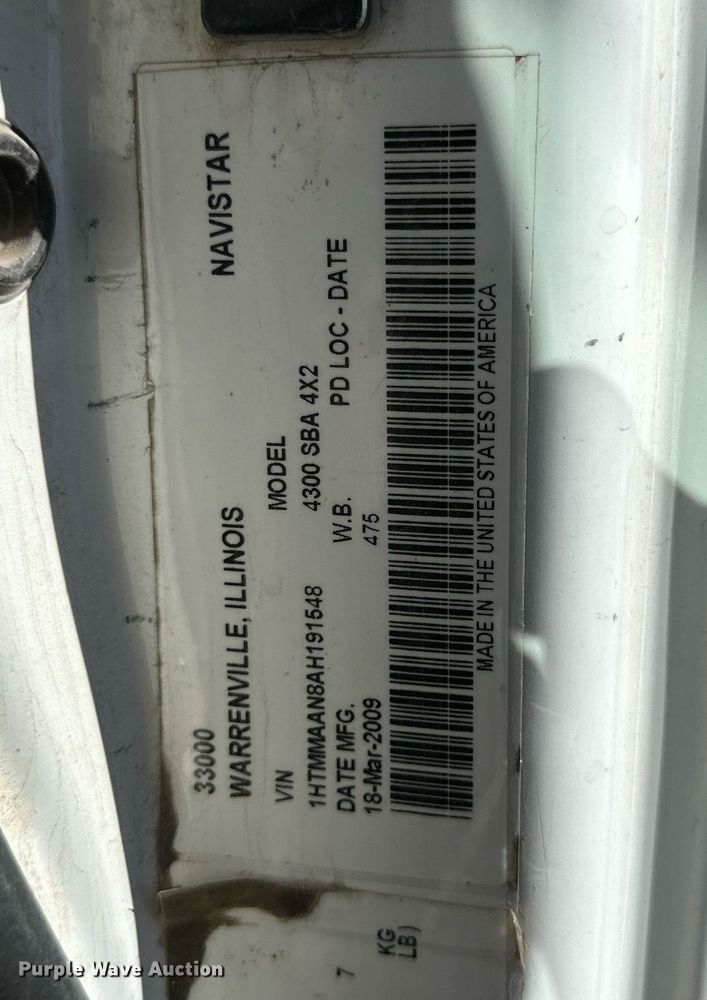 33000
WARRENVILLE, ILLINOIS
NAVISTAR
VIN
MODEL
1HTMMAAN8AH191548
4300 SBA 4X2
DATE MFG.
W.B.
PD LOC - DATE
18-Mar-2009
475
MADE IN THE UNITED STATES OF AMERICA
7
KG
LB)
Purple Wave Auction